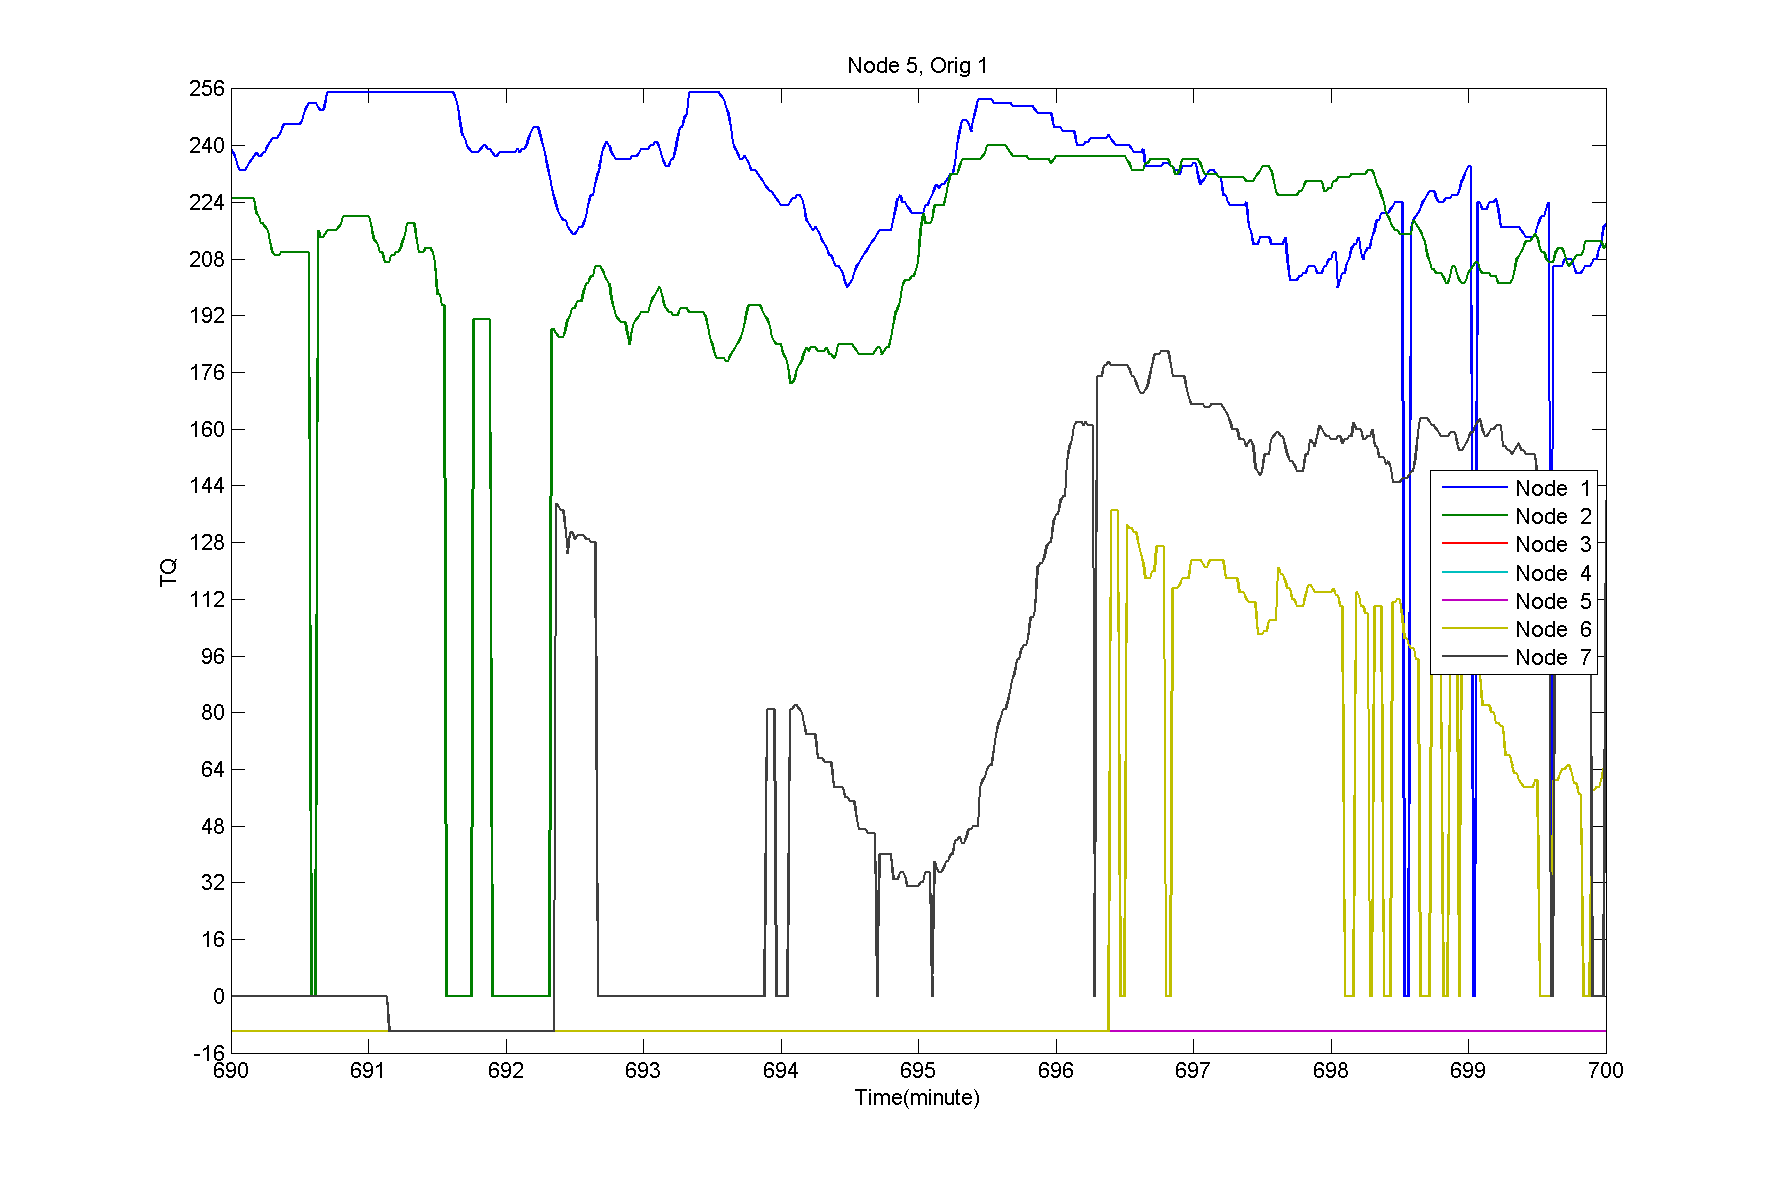 Node 5, Orig 1
256
240
224
208
192
176
160
144
128
112
96
80
64
48
32
16
0
-16
TQ
Node 1
Node 2
Node 3
Node 4
Node 5
Node 6
Node 7
690 691 692 693 694 695 696 697 698 699 700
Time(minute)